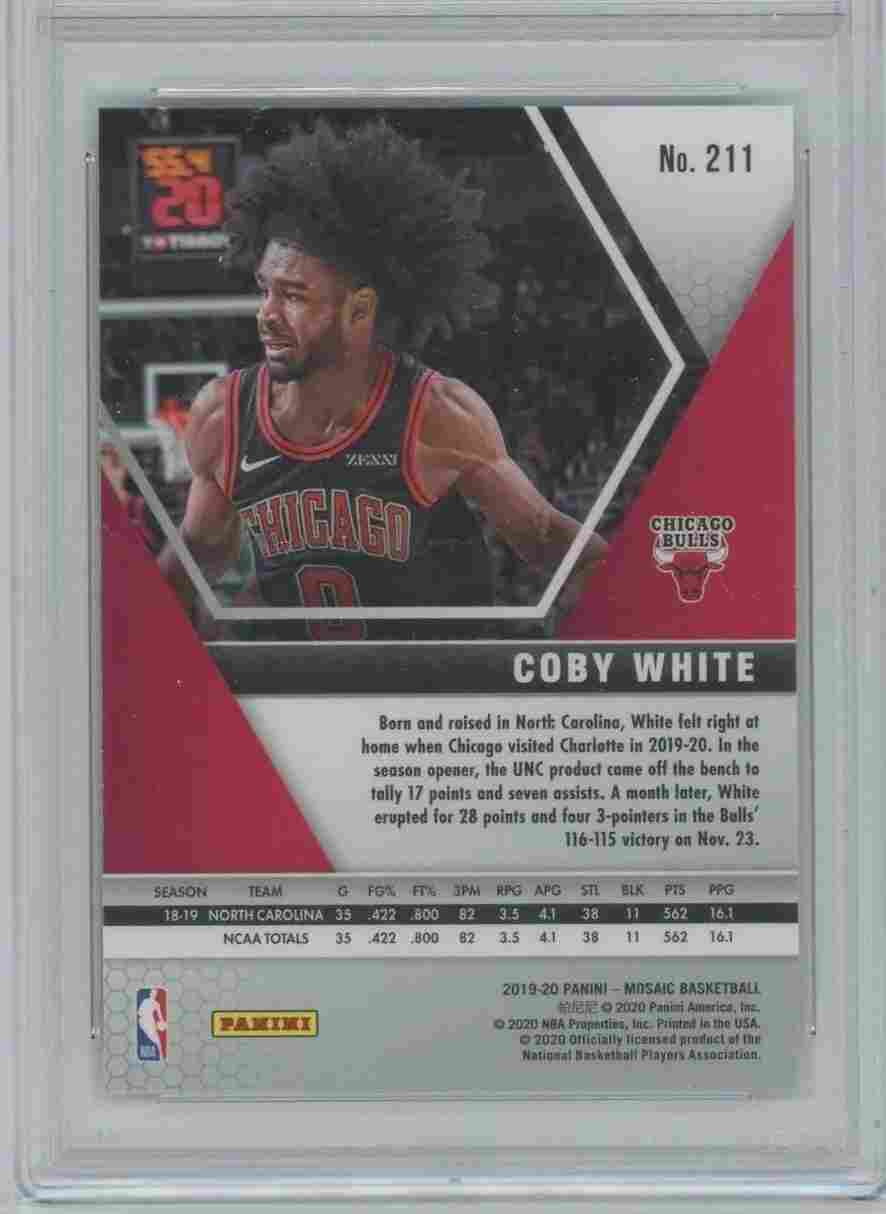 No. 211
20
TISSOT
ZENNI
CHICAGO
0
CHICAGO
BULLS
COBY WHITE
Born and raised in North Carolina, White felt right at
home when Chicago visited Charlotte in 2019-20. In the
season opener, the UNC product came off the bench to
tally 17 points and seven assists. A month later, White
erupted for 28 points and four 3-pointers in the Bulls'
116-115 victory on Nov. 23.
SEASON TEAM G FG% FT% 3PM RPG APG STL BLK PTS PPG
18-19 NORTH CAROLINA 35 .422 .800 82 3.5 4.1 38 11 562 16.1
NCAA TOTALS 35 .422 .800 82 3.5 4.1 38 11 562 16.1
2019-20 PANINI – MOSAIC BASKETBALL
帕尼尼 © 2020 Panini America, Inc.
© 2020 NBA Properties, Inc. Printed in the USA.
© 2020 Officially licensed product of the
National Basketball Players Association.
NBA
PANINI